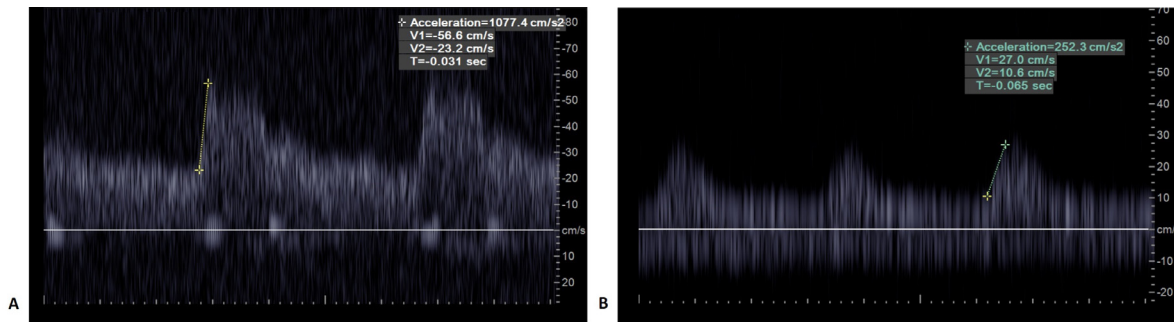 Acceleration=1077.4 cm/s2
V1=-56.6 cm/s
V2=-23.2 cm/s
T=-0.031 sec
80
-70
-60
-50
-40
-30
-20
-10
cm/s
10
20
A
Acceleration=252.3 cm/s2
V1=27.0 cm/s
V2=10.6 cm/s
T=-0.065 sec
70
60
50
40
30
20
10
cm/
-10
-20
B